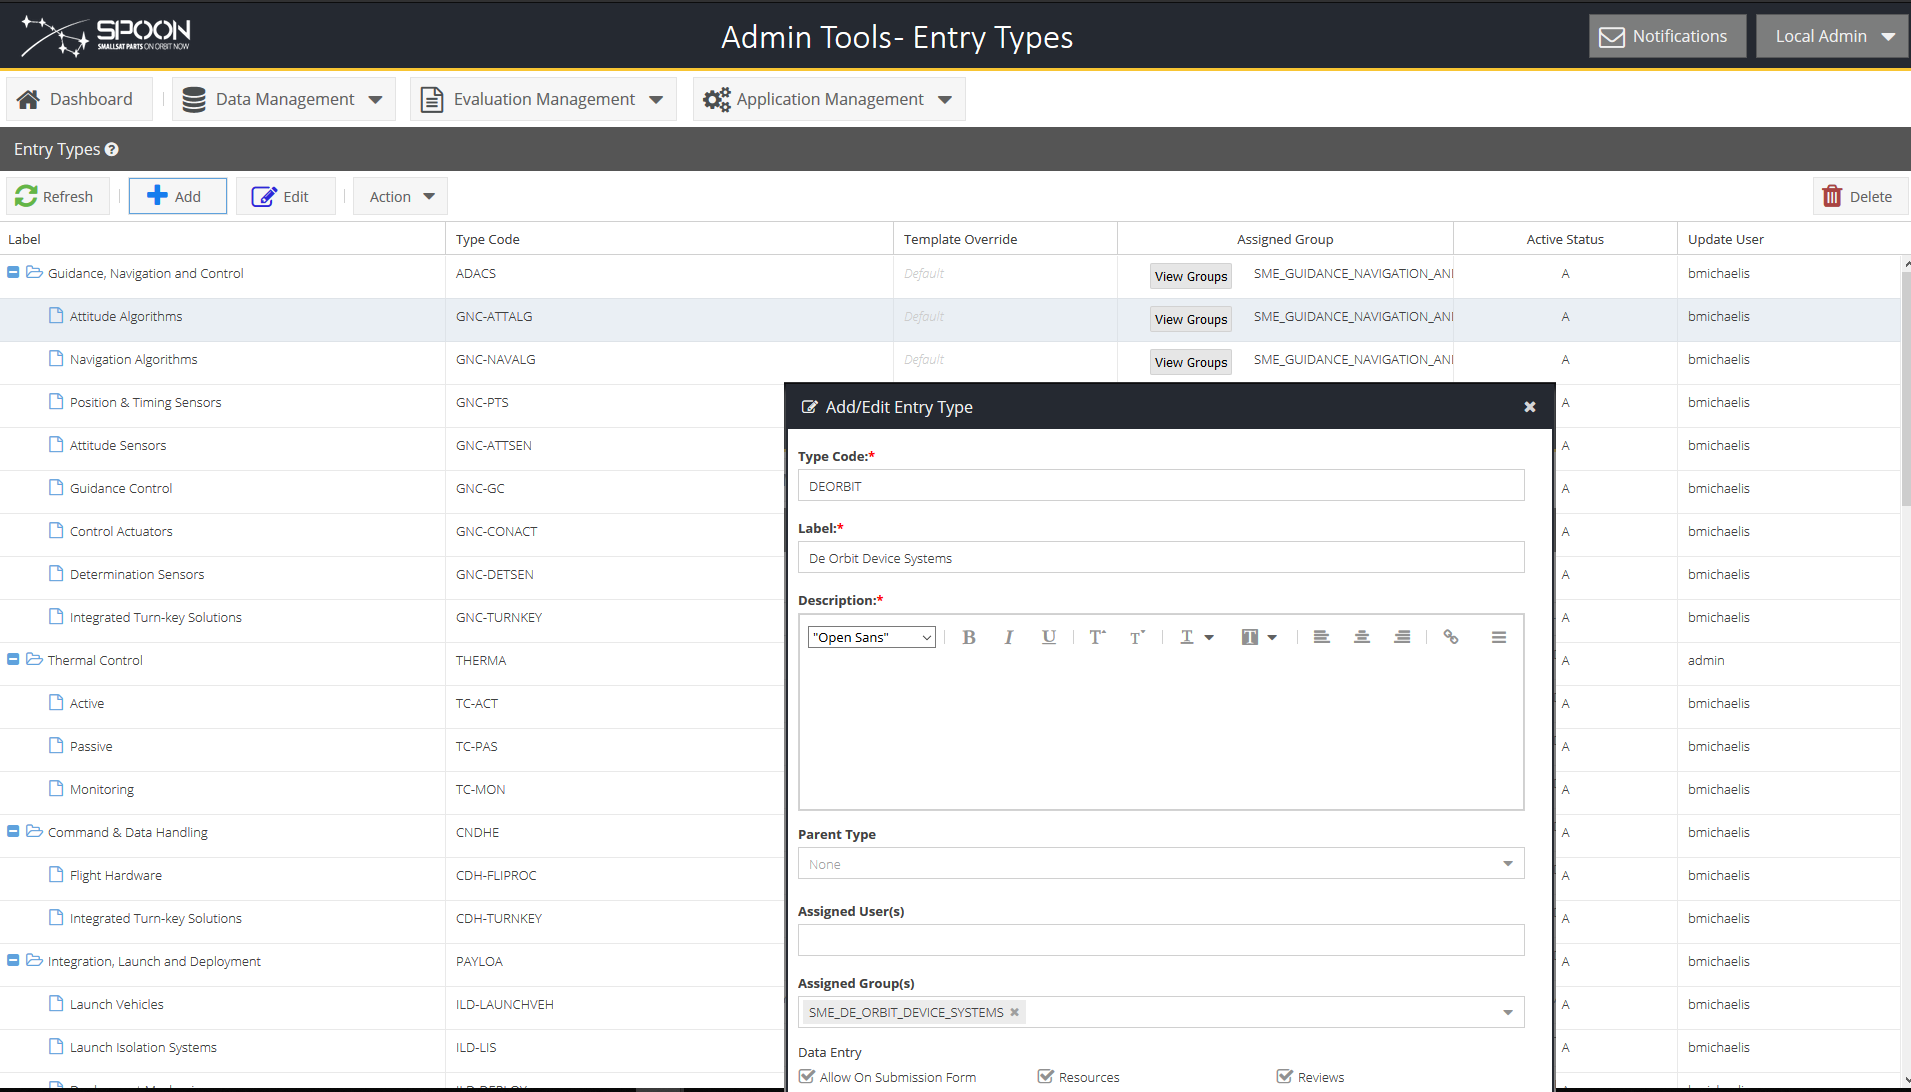 SPOON
SMALLSAT PARTS ON ORBIT NOW
Admin Tools- Entry Types
Notifications
Local Admin
Dashboard
Data Management
Evaluation Management
Application Management
Entry Types
Refresh
Add
Edit
Action
Delete
Label Type Code Template Override Assigned Group Active Status Update User
Guidance, Navigation and Control ADACS Default View Groups SME_GUIDANCE_NAVIGATION_ANI A bmichaelis
Attitude Algorithms GNC-ATTALG Default View Groups SME_GUIDANCE_NAVIGATION_ANI A bmichaelis
Navigation Algorithms GNC-NAVALG Default View Groups SME_GUIDANCE_NAVIGATION_ANI A bmichaelis
Position & Timing Sensors GNC-PTS A bmichaelis
Attitude Sensors GNC-ATTSEN A bmichaelis
Guidance Control GNC-GC A bmichaelis
Control Actuators GNC-CONACT A bmichaelis
Determination Sensors GNC-DETSEN A bmichaelis
Integrated Turn-key Solutions GNC-TURNKEY A bmichaelis
Thermal Control THERMA A admin
Active TC-ACT A bmichaelis
Passive TC-PAS A bmichaelis
Monitoring TC-MON A bmichaelis
Command & Data Handling CNDHE A bmichaelis
Flight Hardware CDH-FLIPROC A bmichaelis
Integrated Turn-key Solutions CDH-TURNKEY A bmichaelis
Integration, Launch and Deployment PAYLOA A bmichaelis
Launch Vehicles ILD-LAUNCHVEH A bmichaelis
Launch Isolation Systems ILD-LIS A bmichaelis
Add/Edit Entry Type
Type Code:*
DEORBIT
Label:*
De Orbit Device Systems
Description:*
"Open Sans" B I U T T T T
Parent Type
None
Assigned User(s)
Assigned Group(s)
SME_DE_ORBIT_DEVICE_SYSTEMS
Data Entry
Allow On Submission Form Resources Reviews